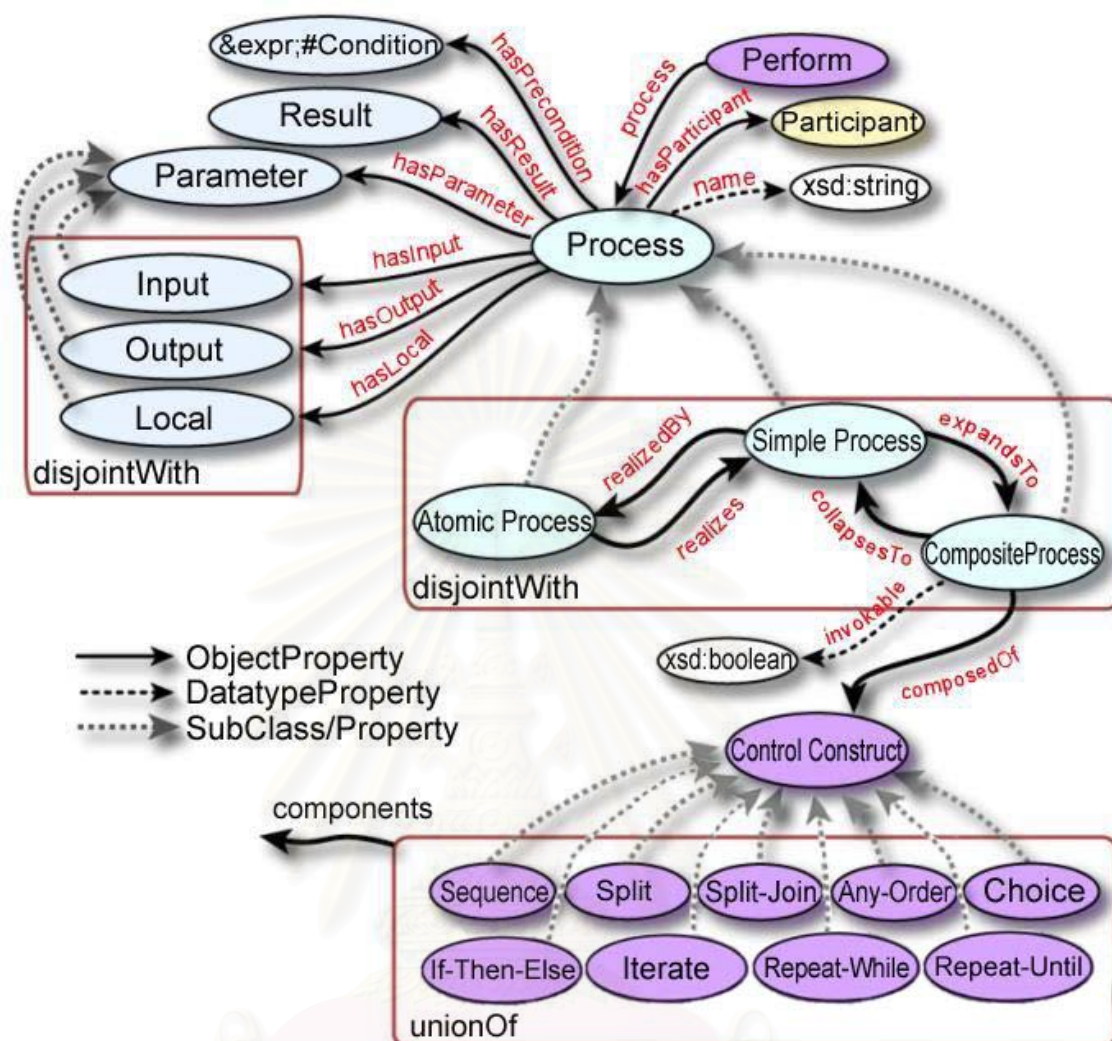 &expr;#Condition
hasPrecondition
Perform
process
Result
hasResult
hasParticipant
Participant
Parameter
hasParameter
name
xsd:string
Process
hasInput
Input
hasOutput
Output
hasLocal
Local
disjointWith
Simple Process
expandsTo
realizedBy
Atomic Process
realizes
collapsesTo
CompositeProcess
disjointWith
invokable
xsd:boolean
composedOf
ObjectProperty
DatatypeProperty
SubClass/Property
Control Construct
components
Sequence
Split
Split-Join
Any-Order
Choice
If-Then-Else
Iterate
Repeat-While
Repeat-Until
unionOf